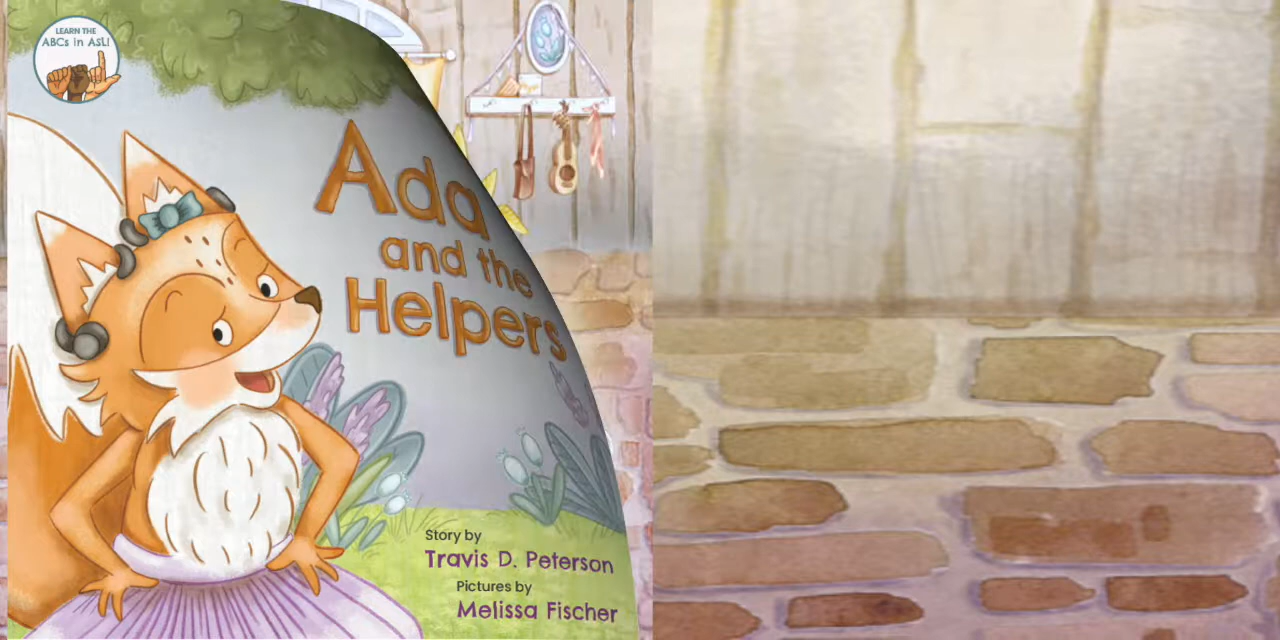 LEARN THE
ABCs in ASL!
Ada
and the
Helpers
Story by
Travis D. Peterson
Pictures by
Melissa Fischer